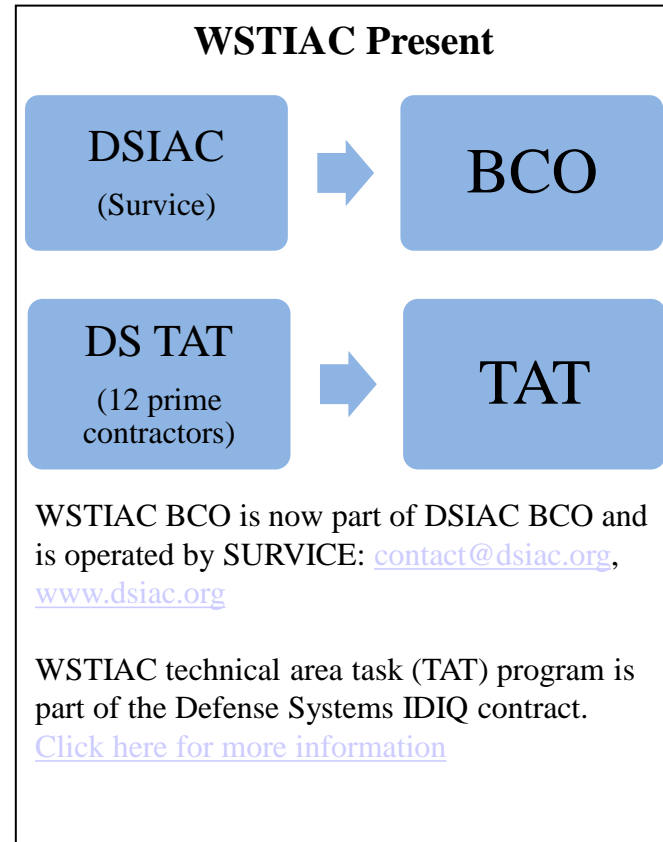 WSTIAC Present
DSIAC
(Survice)
BCO
DS TAT
(12 prime
contractors)
TAT
WSTIAC BCO is now part of DSIAC BCO and
is operated by SURVICE: contact@dsiac.org,
www.dsiac.org
WSTIAC technical area task (TAT) program is
part of the Defense Systems IDIQ contract.
Click here for more information